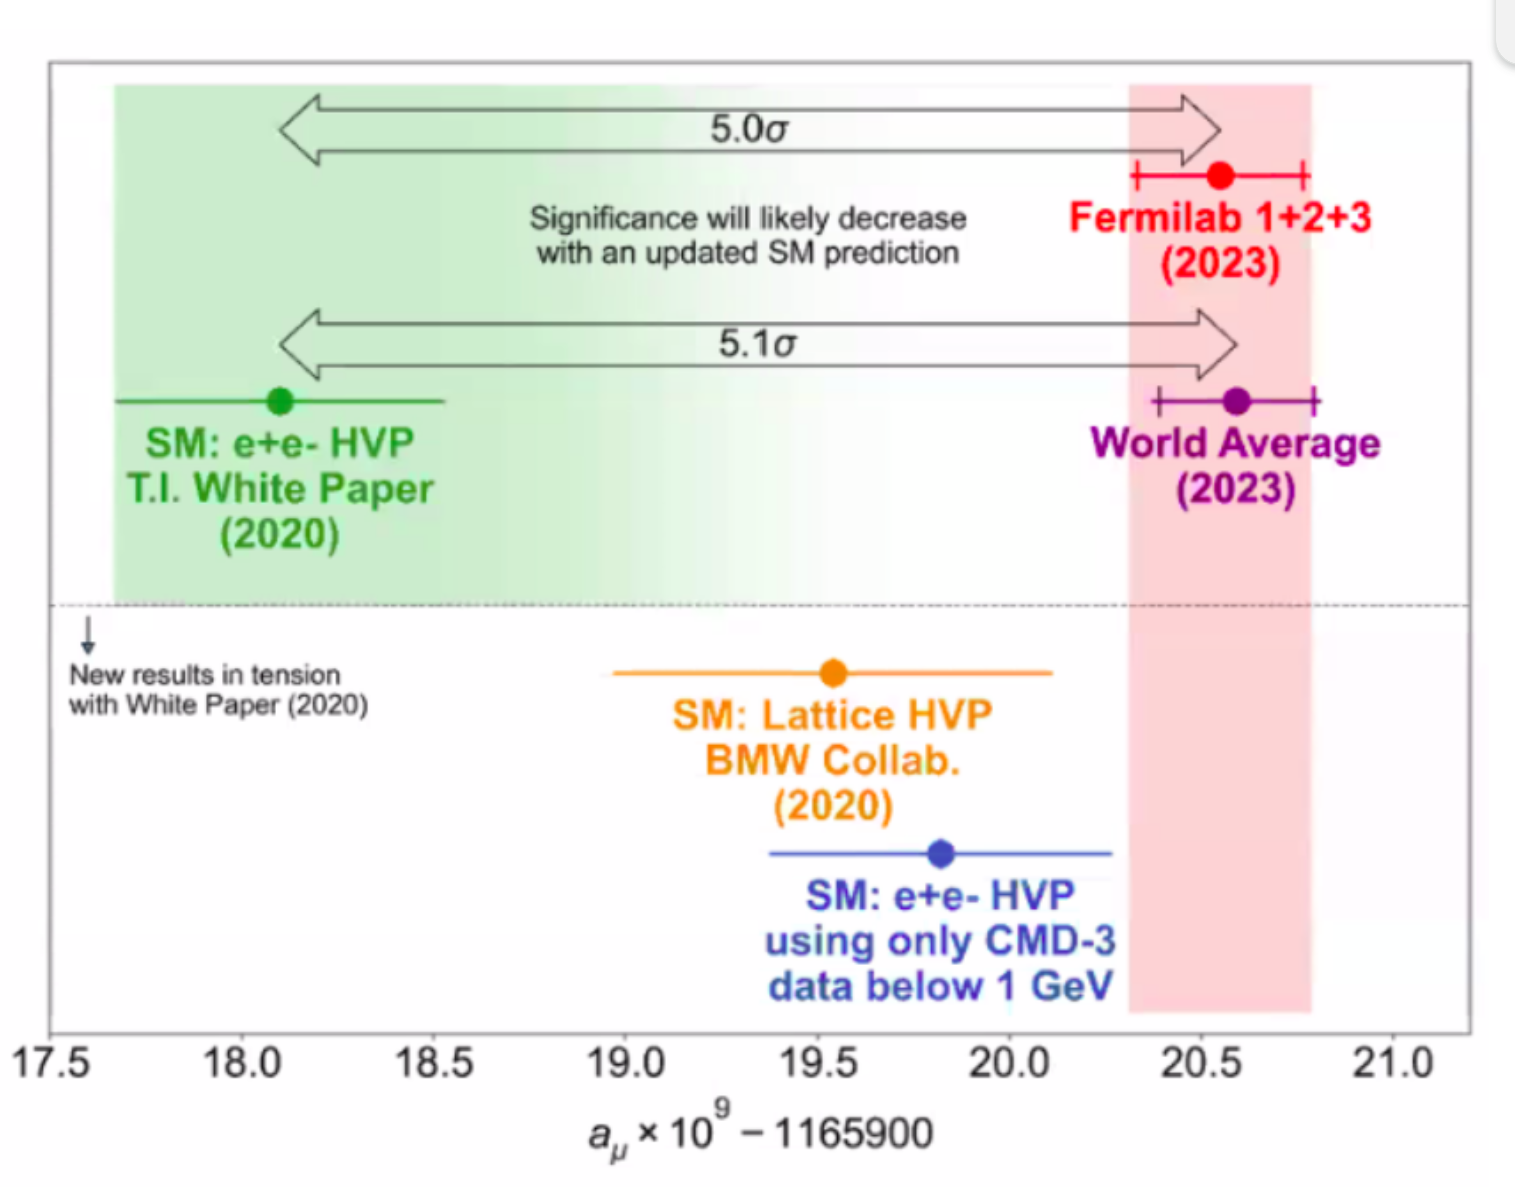 5.0σ
Significance will likely decrease
with an updated SM prediction
Fermilab 1+2+3
(2023)
5.1σ
SM: e+e- HVP
T.I. White Paper
(2020)
World Average
(2023)
New results in tension
with White Paper (2020)
SM: Lattice HVP
BMW Collab.
(2020)
SM: e+e- HVP
using only CMD-3
data below 1 GeV
17.5 18.0 18.5 19.0 19.5 20.0 20.5 21.0
aμ × 10⁹ – 1165900